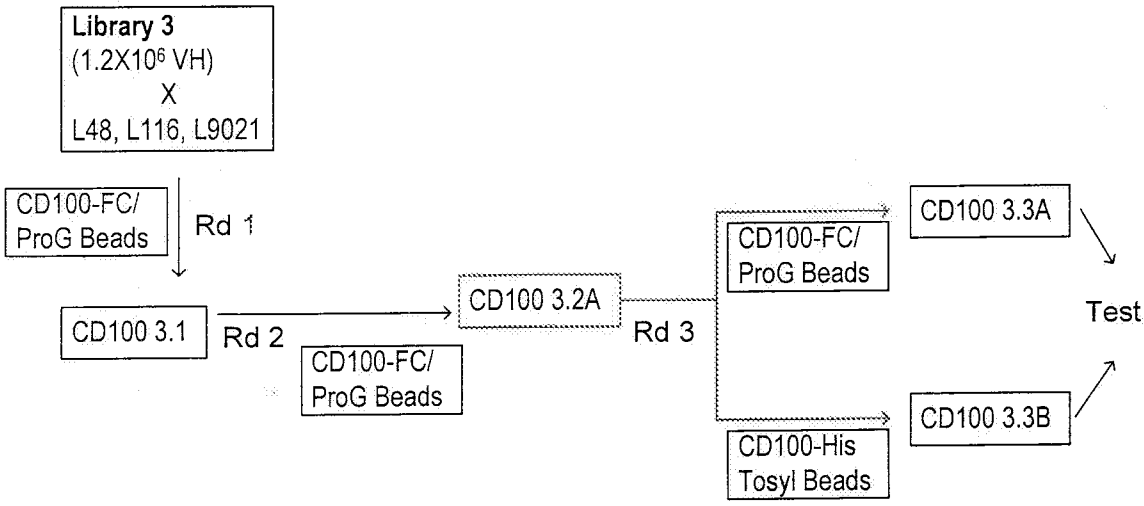 Library 3
(1.2X10⁶ VH)
X
L48, L116, L9021
CD100-FC/
ProG Beads
Rd 1
CD100 3.1
Rd 2
CD100-FC/
ProG Beads
CD100 3.2A
Rd 3
CD100-FC/
ProG Beads
CD100 3.3A
CD100-His
Tosyl Beads
CD100 3.3B
Test